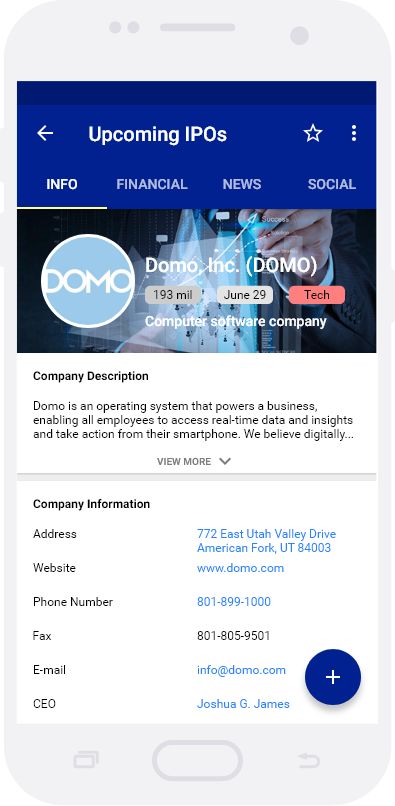 Upcoming IPOs
INFO FINANCIAL NEWS SOCIAL
Success
Solution
DOMO
Domo, Inc. (DOMO)
193 mil June 29 Tech
Computer software company
Company Description
Domo is an operating system that powers a business,
enabling all employees to access real-time data and insights
and take action from their smartphone. We believe digitally...
VIEW MORE
Company Information
Address 772 East Utah Valley Drive
American Fork, UT 84003
Website www.domo.com
Phone Number 801-899-1000
Fax 801-805-9501
E-mail info@domo.com
CEO Joshua G. James